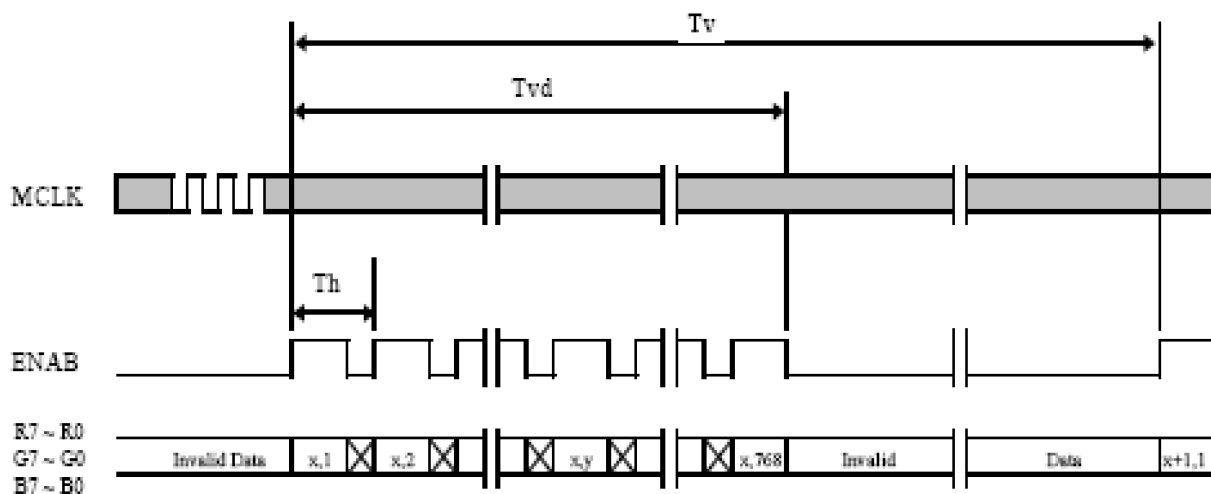 Tv
Tvd
MCLK
Th
ENAB
R7 ~ R0
G7 ~ G0
B7 ~ B0
Invalid Data
x,1
x,2
x,y
x,768
Invalid
Data
x+1,1